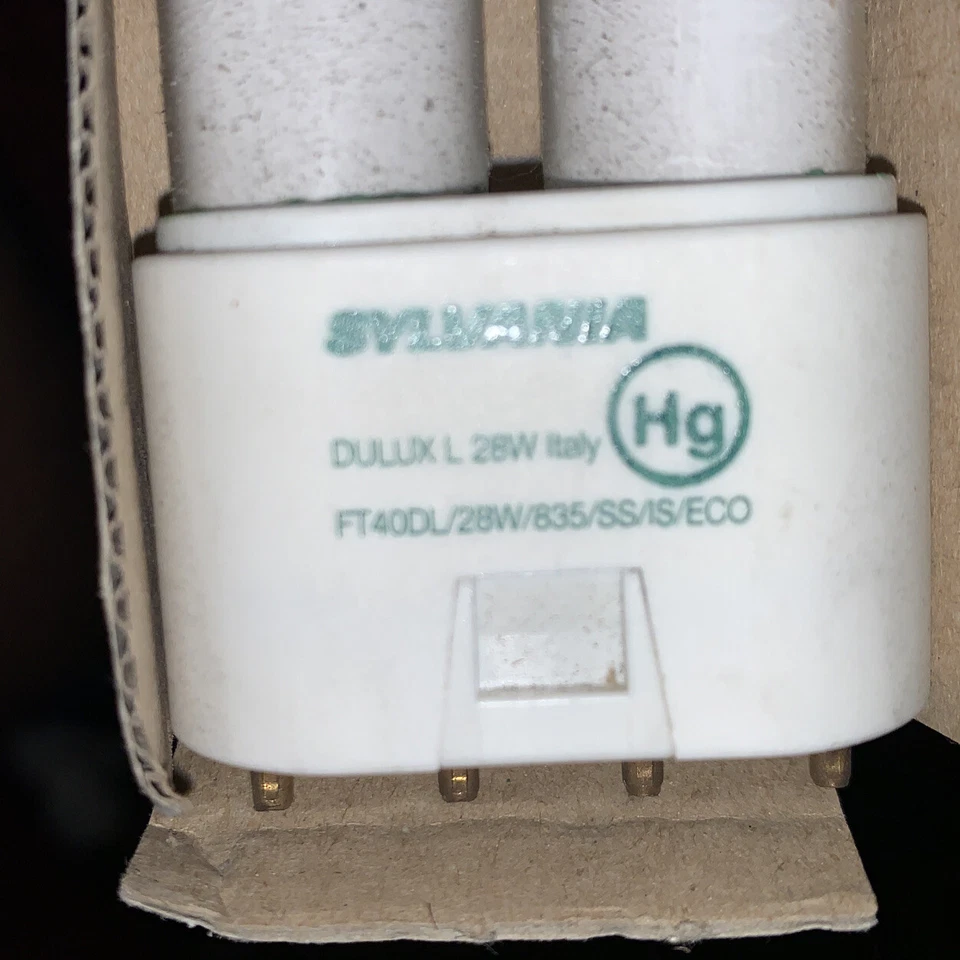 SYLVANIA
Hg
DULUX L 28W Italy
FT40DL/28W/835/SS/IS/ECO